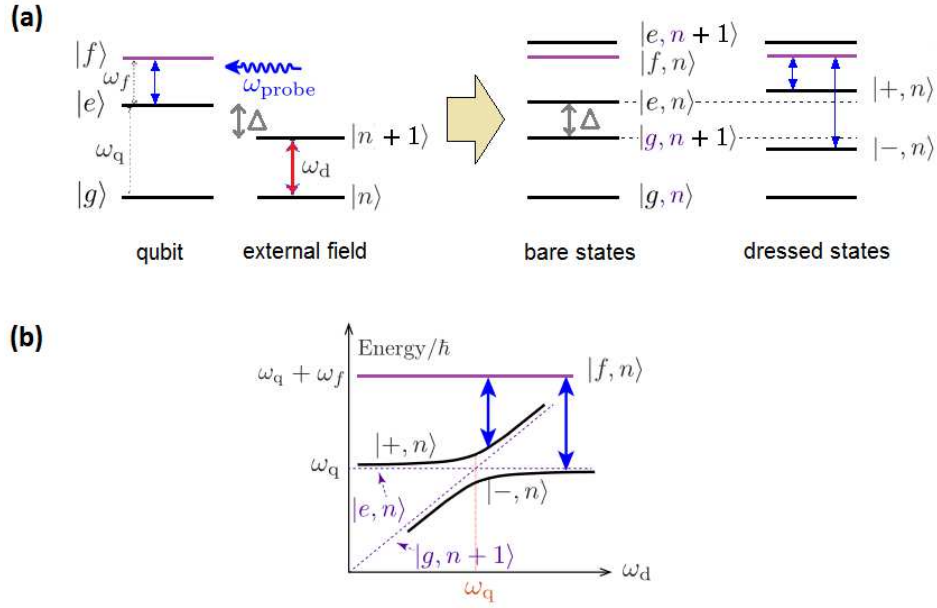 (a)
|f⟩
ω_f
|e⟩
ω_q
|g⟩
qubit
ω_probe
Δ
|n + 1⟩
ω_d
|n⟩
external field
|e, n + 1⟩
|f, n⟩
|e, n⟩
Δ
|g, n + 1⟩
|g, n⟩
bare states
|+, n⟩
|−, n⟩
dressed states
(b)
Energy/ℏ
ω_q + ω_f
|f, n⟩
|+, n⟩
ω_q
|−, n⟩
|e, n⟩
|g, n + 1⟩
ω_q
ω_d